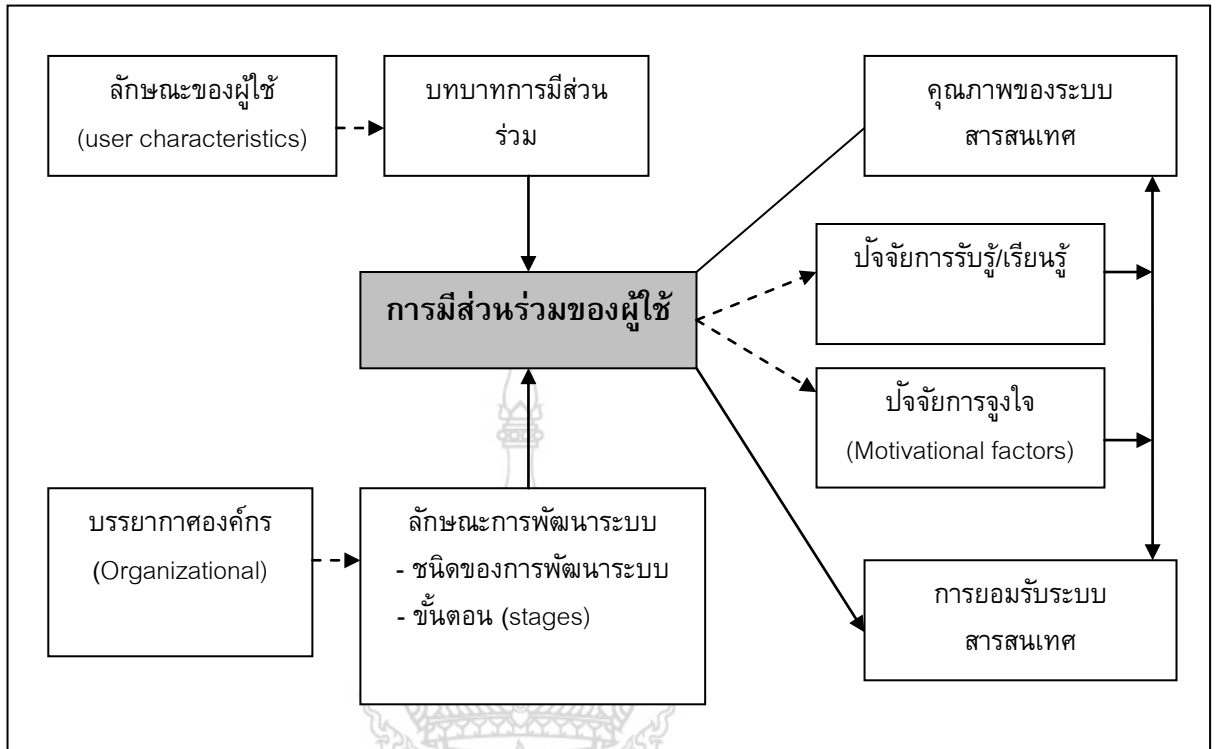 ลักษณะของผู้ใช้
(user characteristics)
บทบาทการมีส่วน
ร่วม
คุณภาพของระบบ
สารสนเทศ
การมีส่วนร่วมของผู้ใช้
ปัจจัยการรับรู้/เรียนรู้
ปัจจัยการจูงใจ
(Motivational factors)
บรรยากาศองค์กร
(Organizational)
ลักษณะการพัฒนาระบบ
- ชนิดของการพัฒนาระบบ
- ขั้นตอน (stages)
การยอมรับระบบ
สารสนเทศ